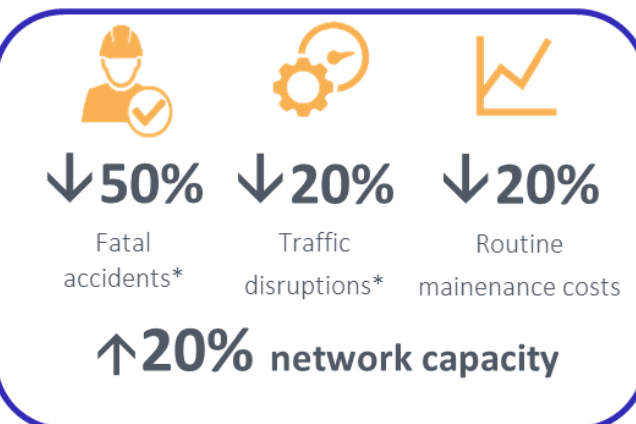 ↓50% ↓20% ↓20%
Fatal Traffic Routine
accidents* disruptions* mainenance costs
↑20% network capacity